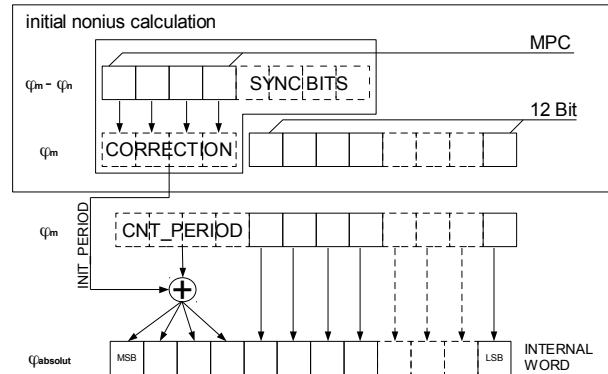 initial nonius calculation
MPC
φm - φn
SYNC BITS
12 Bit
φm
CORRECTION
INIT_PERIOD
φm
CNT_PERIOD
+
φabsolut
MSB
LSB
INTERNAL
WORD